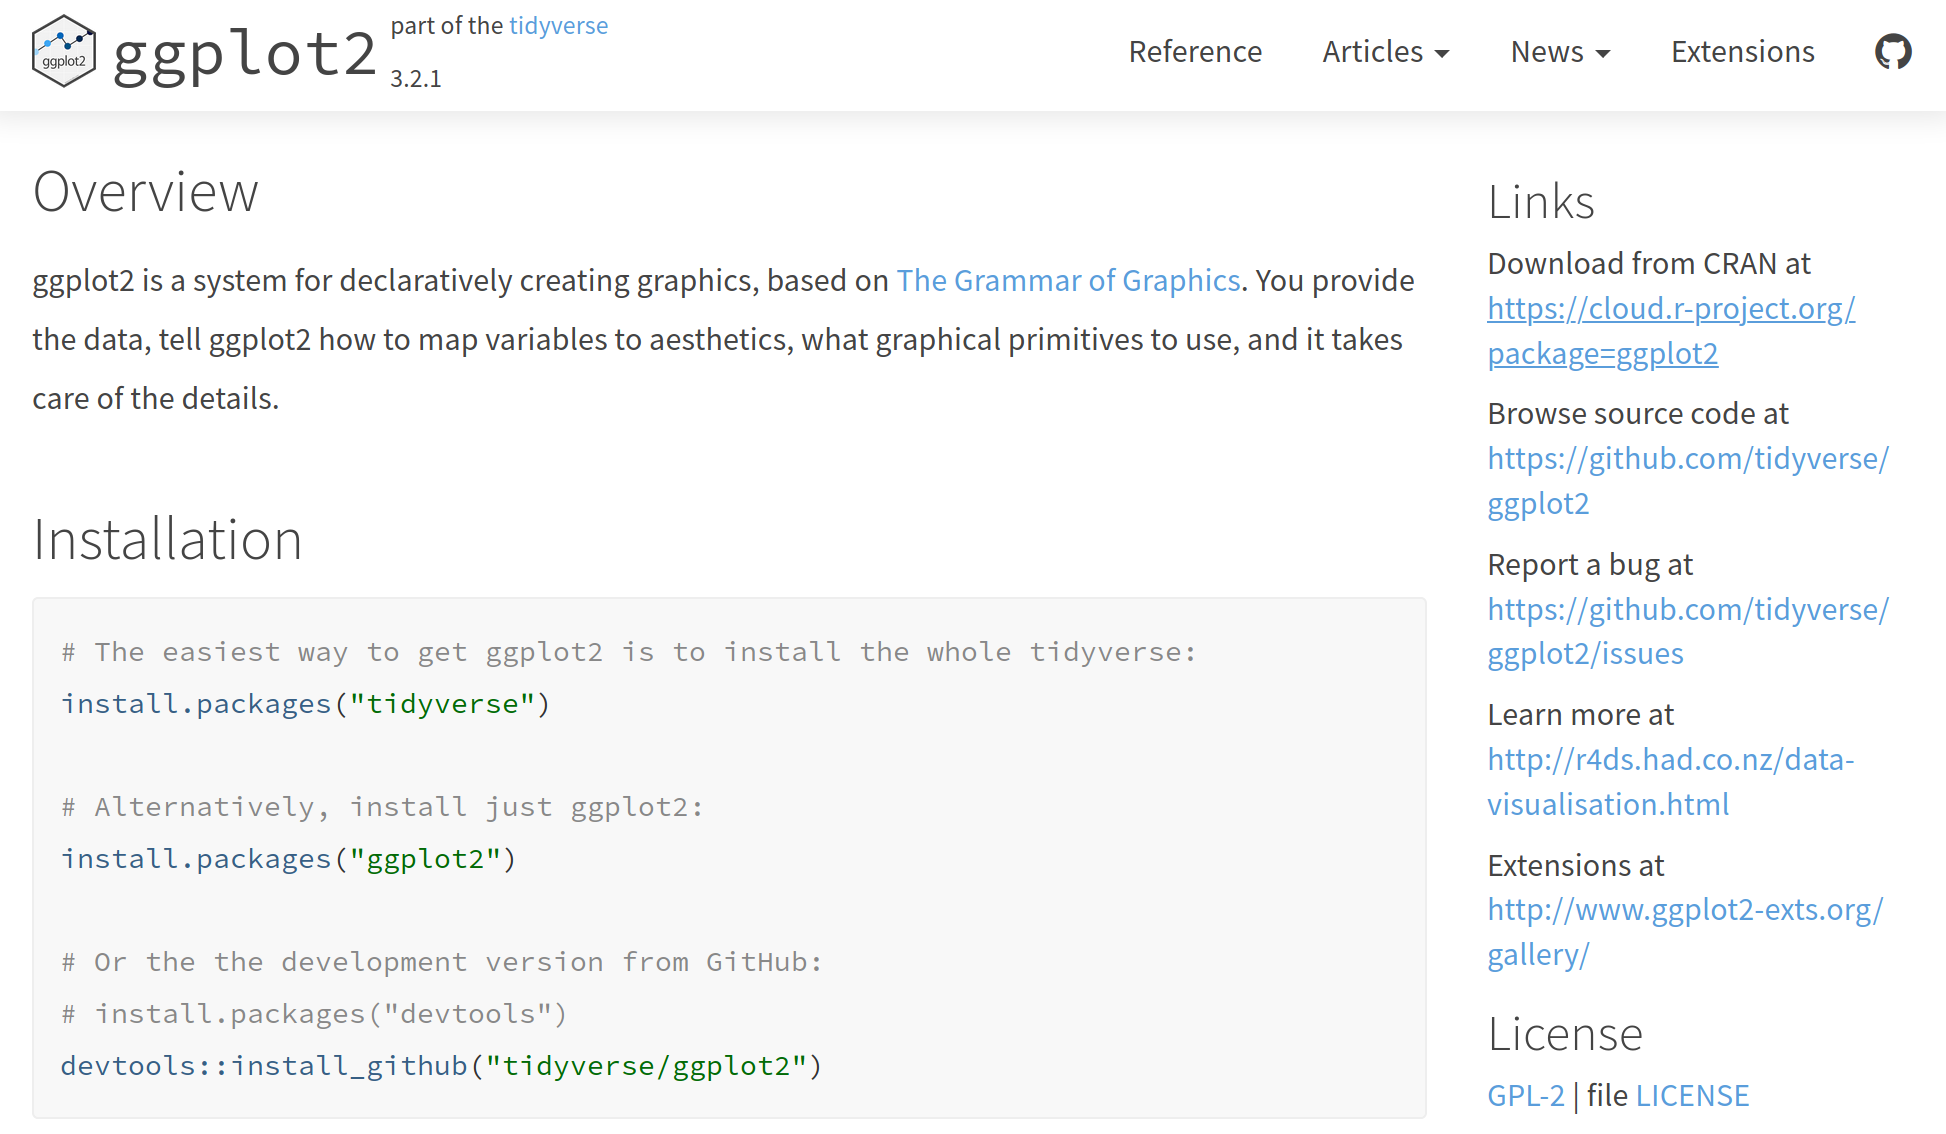 ggplot2
ggplot2
part of the tidyverse
3.2.1
Reference
Articles
News
Extensions
Overview
ggplot2 is a system for declaratively creating graphics, based on The Grammar of Graphics. You provide
the data, tell ggplot2 how to map variables to aesthetics, what graphical primitives to use, and it takes
care of the details.
Installation
# The easiest way to get ggplot2 is to install the whole tidyverse:
install.packages("tidyverse")
# Alternatively, install just ggplot2:
install.packages("ggplot2")
# Or the the development version from GitHub:
# install.packages("devtools")
devtools::install_github("tidyverse/ggplot2")
Links
Download from CRAN at
https://cloud.r-project.org/
package=ggplot2
Browse source code at
https://github.com/tidyverse/
ggplot2
Report a bug at
https://github.com/tidyverse/
ggplot2/issues
Learn more at
http://r4ds.had.co.nz/data-
visualisation.html
Extensions at
http://www.ggplot2-exts.org/
gallery/
License
GPL-2 | file LICENSE